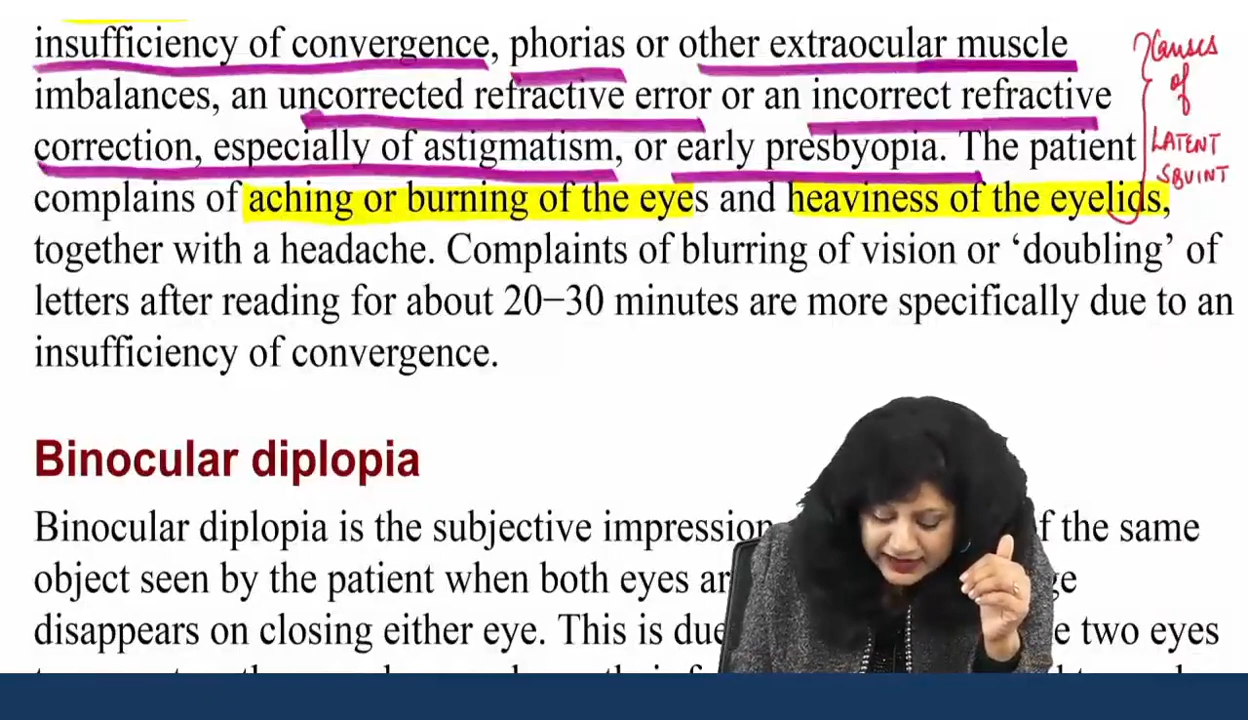 insufficiency of convergence, phorias or other extraocular muscle
imbalances, an uncorrected refractive error or an incorrect refractive
correction, especially of astigmatism, or early presbyopia. The patient
complains of aching or burning of the eyes and heaviness of the eyelids,
together with a headache. Complaints of blurring of vision or ‘doubling’ of
letters after reading for about 20–30 minutes are more specifically due to an
insufficiency of convergence.
Causes
of
LATENT
SQUINT
Binocular diplopia
Binocular diplopia is the subjective impression of the same
object seen by the patient when both eyes
disappears on closing either eye. This is due two eyes